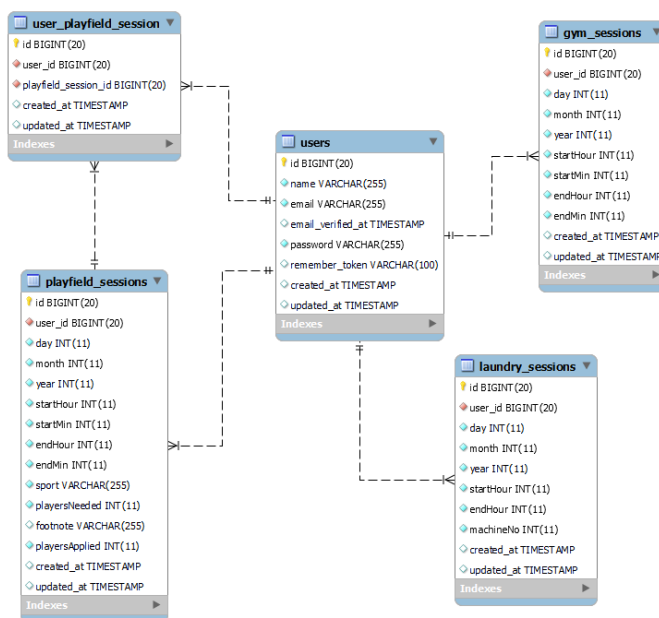 user_playfield_session
id BIGINT(20)
user_id BIGINT(20)
playfield_session_id BIGINT(20)
created_at TIMESTAMP
updated_at TIMESTAMP
Indexes
gym_sessions
id BIGINT(20)
user_id BIGINT(20)
day INT(11)
month INT(11)
year INT(11)
startHour INT(11)
startMin INT(11)
endHour INT(11)
endMin INT(11)
created_at TIMESTAMP
updated_at TIMESTAMP
Indexes
users
id BIGINT(20)
name VARCHAR(255)
email VARCHAR(255)
email_verified_at TIMESTAMP
password VARCHAR(255)
remember_token VARCHAR(100)
created_at TIMESTAMP
updated_at TIMESTAMP
Indexes
playfield_sessions
id BIGINT(20)
user_id BIGINT(20)
day INT(11)
month INT(11)
year INT(11)
startHour INT(11)
startMin INT(11)
endHour INT(11)
endMin INT(11)
sport VARCHAR(255)
playersNeeded INT(11)
footnote VARCHAR(255)
playersApplied INT(11)
created_at TIMESTAMP
updated_at TIMESTAMP
Indexes
laundry_sessions
id BIGINT(20)
user_id BIGINT(20)
day INT(11)
month INT(11)
year INT(11)
startHour INT(11)
endHour INT(11)
machineNo INT(11)
created_at TIMESTAMP
updated_at TIMESTAMP
Indexes